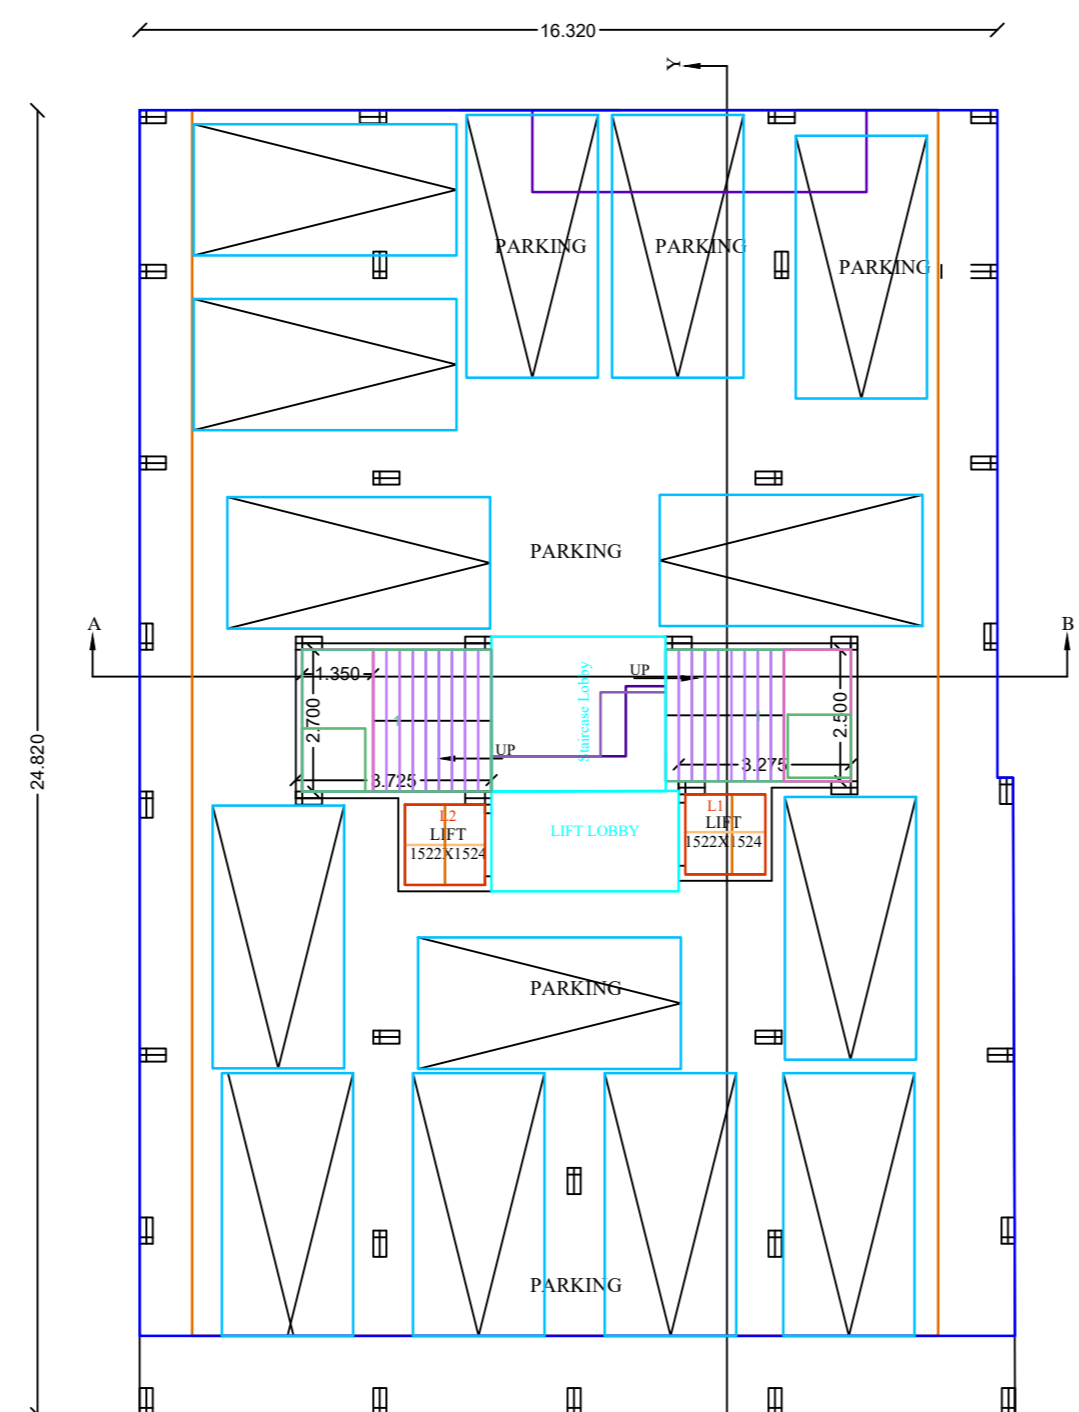 16.320
Y
PARKING
PARKING
PARKING
PARKING
A
B
1.350
UP
2.700
Staircase Lobby
2.500
24.820
UP
3.275
3.725
L2
LIFT
1522X1524
LIFT LOBBY
L1
LIFT
1522X1524
PARKING
PARKING